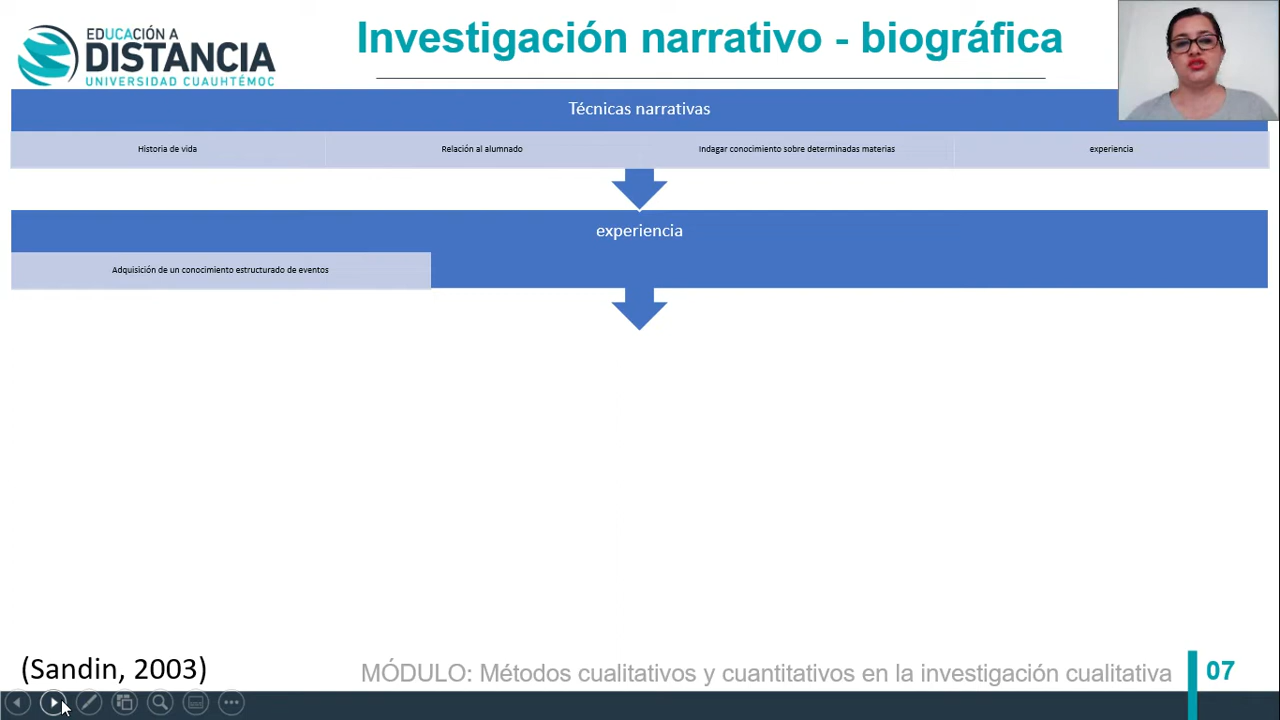 EDUCACIÓN A
DISTANCIA
UNIVERSIDAD CUAUHTÉMOC
Investigación narrativo - biográfica
Técnicas narrativas
Historia de vida
Relación al alumnado
Indagar conocimiento sobre determinadas materias
experiencia
experiencia
Adquisición de un conocimiento estructurado de eventos
(Sandin, 2003)
MÓDULO: Métodos cualitativos y cuantitativos en la investigación cualitativa
07